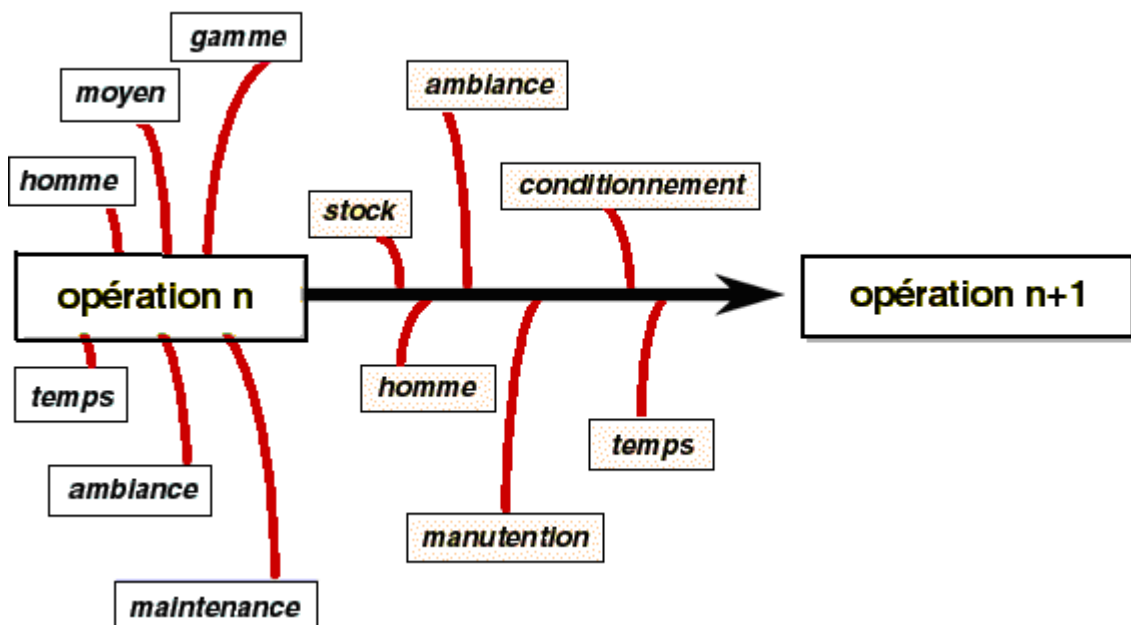 gamme
moyen
ambiance
homme
conditionnement
stock
opération n
opération n+1
homme
temps
temps
ambiance
manutention
maintenance